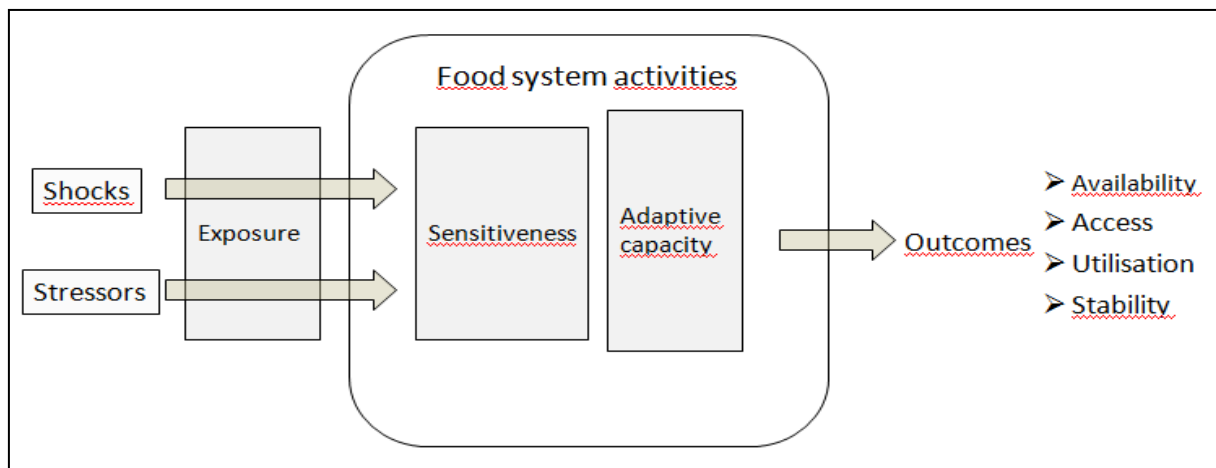 Food system activities
Shocks
Stressors
Exposure
Sensitiveness
Adaptive
capacity
Outcomes
➢ Availability
➢ Access
➢ Utilisation
➢ Stability